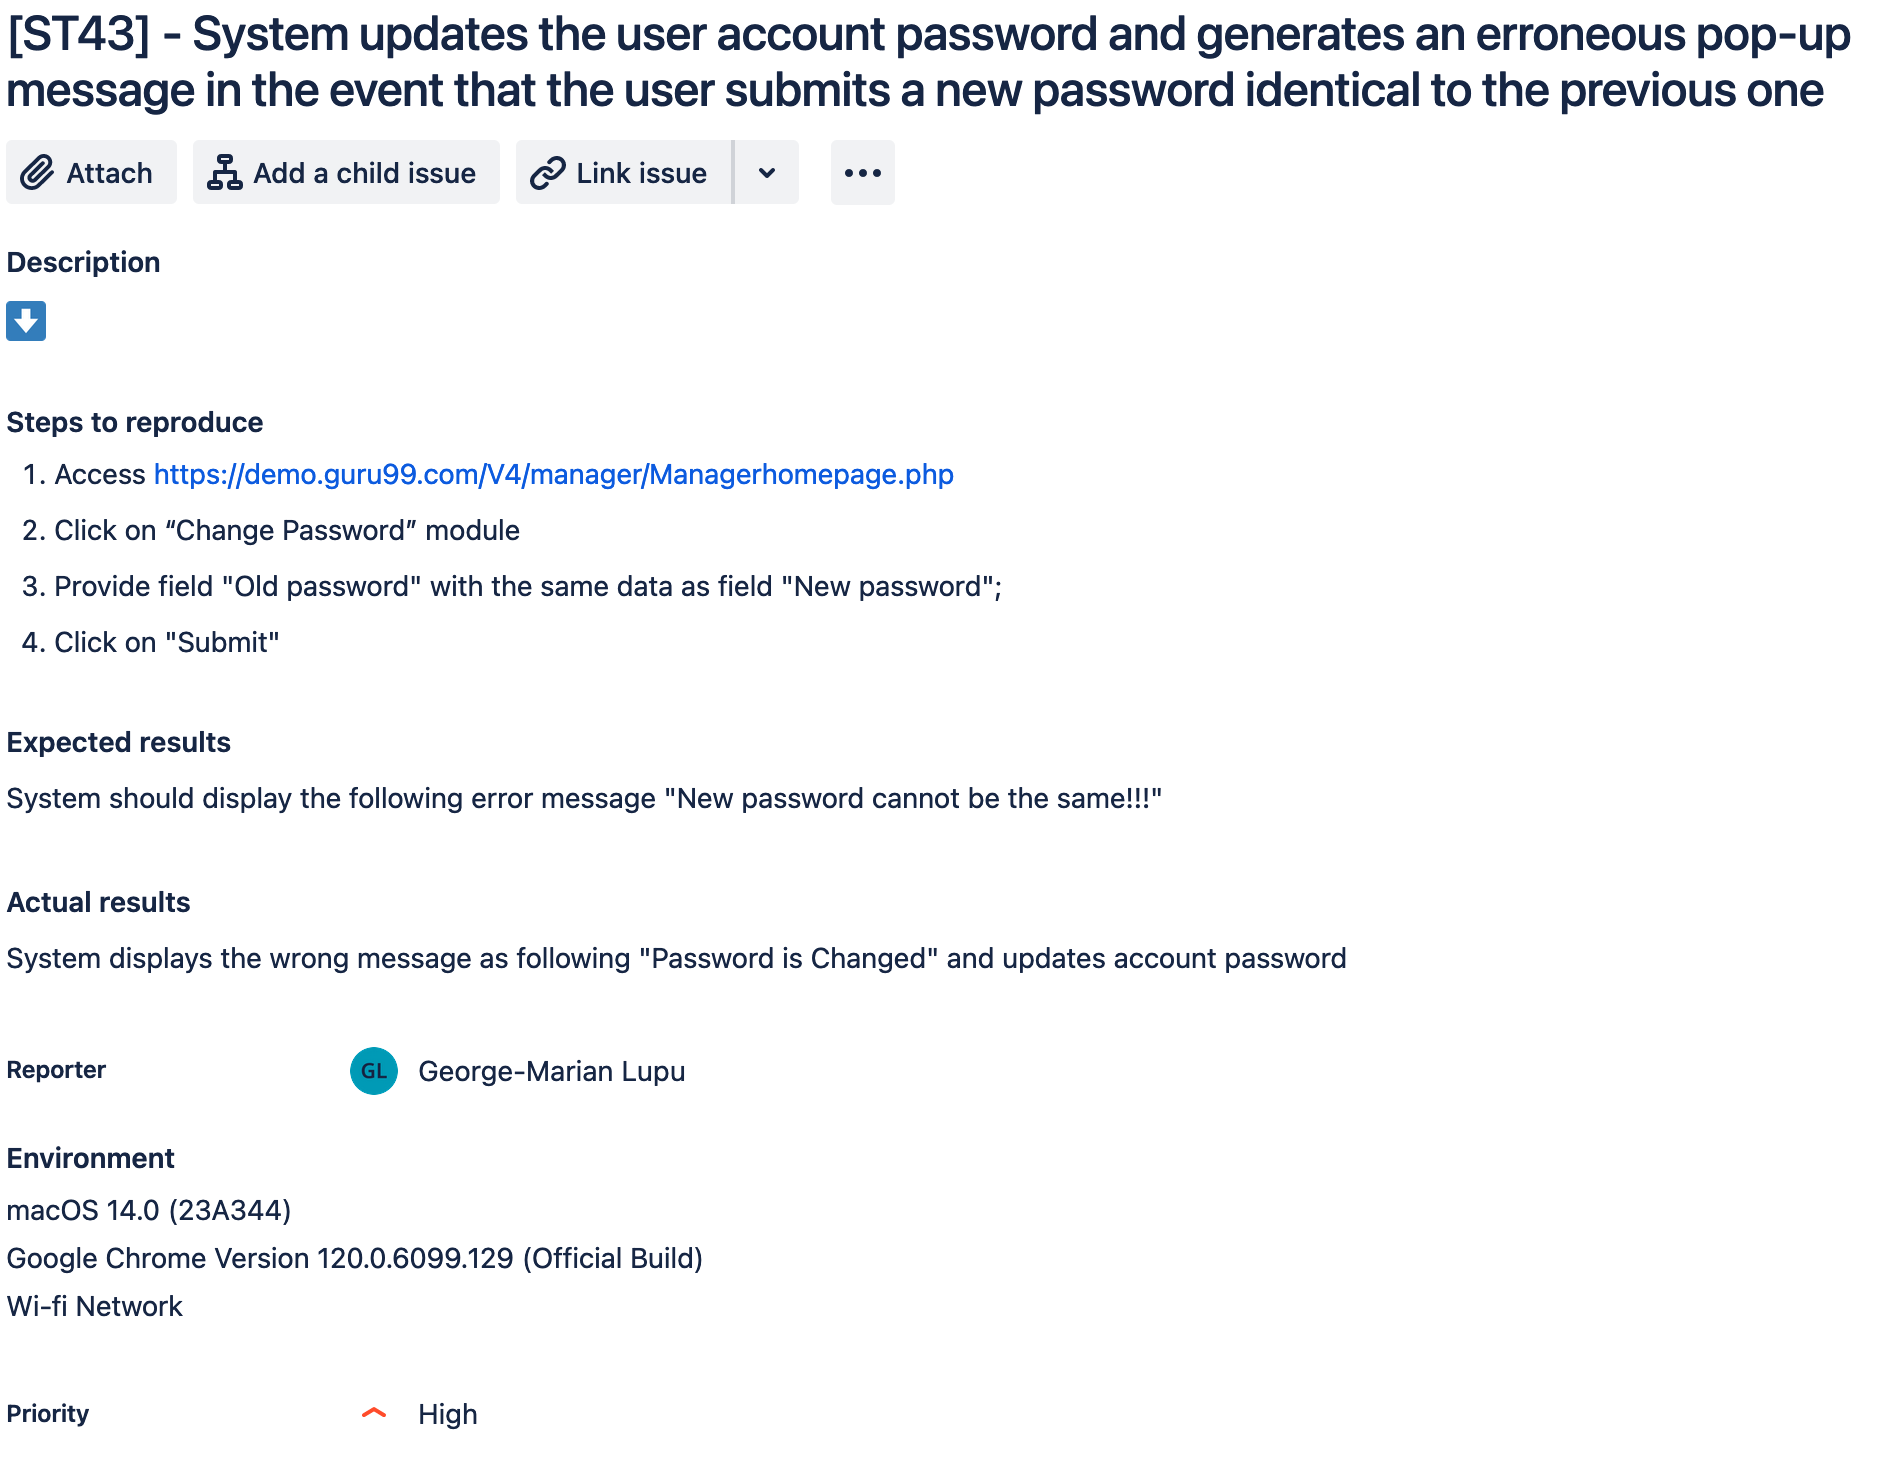 [ST43] - System updates the user account password and generates an erroneous pop-up
message in the event that the user submits a new password identical to the previous one
Attach
Add a child issue
Link issue
Description
Steps to reproduce
1. Access https://demo.guru99.com/V4/manager/Managerhomepage.php
2. Click on “Change Password” module
3. Provide field "Old password" with the same data as field "New password";
4. Click on "Submit"
Expected results
System should display the following error message "New password cannot be the same!!!"
Actual results
System displays the wrong message as following "Password is Changed" and updates account password
Reporter
GL
George-Marian Lupu
Environment
macOS 14.0 (23A344)
Google Chrome Version 120.0.6099.129 (Official Build)
Wi-fi Network
Priority
High